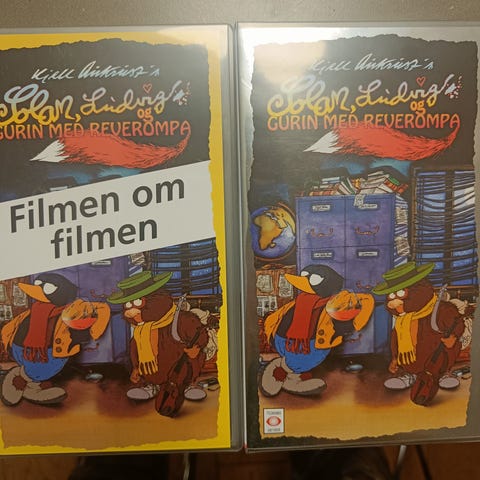 Kjell Aukrust's
Solan, Ludvig
og
GURIN MED REVEROMPA
Filmen om
filmen
Kjell Aukrust's
Solan, Ludvig
og
GURIN MED REVEROMPA